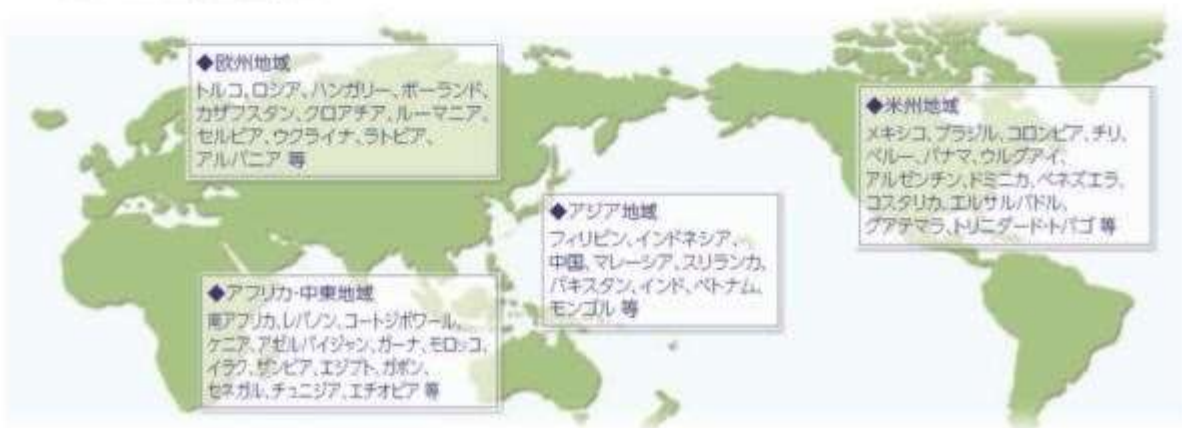 ◆欧州地域
トルコ、ロシア、ハンガリー、ポーランド、
カザフスタン、クロアチア、ルーマニア、
セルビア、ウクライナ、ラトビア、
アルバニア 等
◆米州地域
メキシコ、ブラジル、コロンビア、チリ、
ペルー、パナマ、ウルグアイ、
アルゼンチン、ドミニカ、ベネズエラ、
コスタリカ、エルサルバドル、
グアテマラ、トリニダード・トバゴ 等
◆アジア地域
フィリピン、インドネシア、
中国、マレーシア、スリランカ、
パキスタン、インド、ベトナム、
モンゴル 等
◆アフリカ・中東地域
南アフリカ、レバノン、コートジボワール、
ケニア、アゼルバイジャン、ガーナ、モロッコ、
イラク、ザンビア、エジプト、ガボン、
セネガル、チュニジア、エチオピア 等